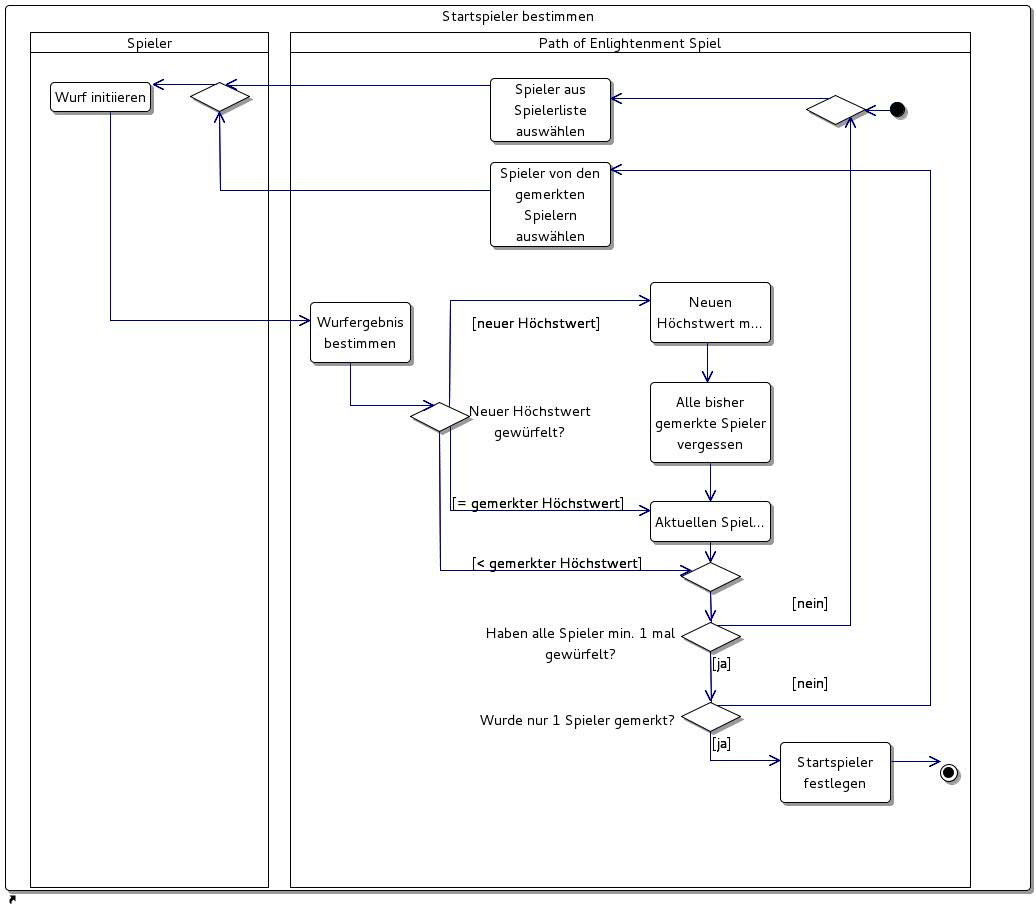 Startspieler bestimmen
Spieler
Path of Enlightenment Spiel
Wurf initiieren
Spieler aus
Spielerliste
auswählen
Spieler von den
gemerkten
Spielern
auswählen
Wurfergebnis
bestimmen
[neuer Höchstwert]
Neuen
Höchstwert m...
Neuer Höchstwert
gewürfelt?
Alle bisher
gemerkte Spieler
vergessen
[= gemerkter Höchstwert]
Aktuellen Spiel...
[< gemerkter Höchstwert]
[nein]
Haben alle Spieler min. 1 mal
gewürfelt?
[ja]
[nein]
Wurde nur 1 Spieler gemerkt?
[ja]
Startspieler
festlegen